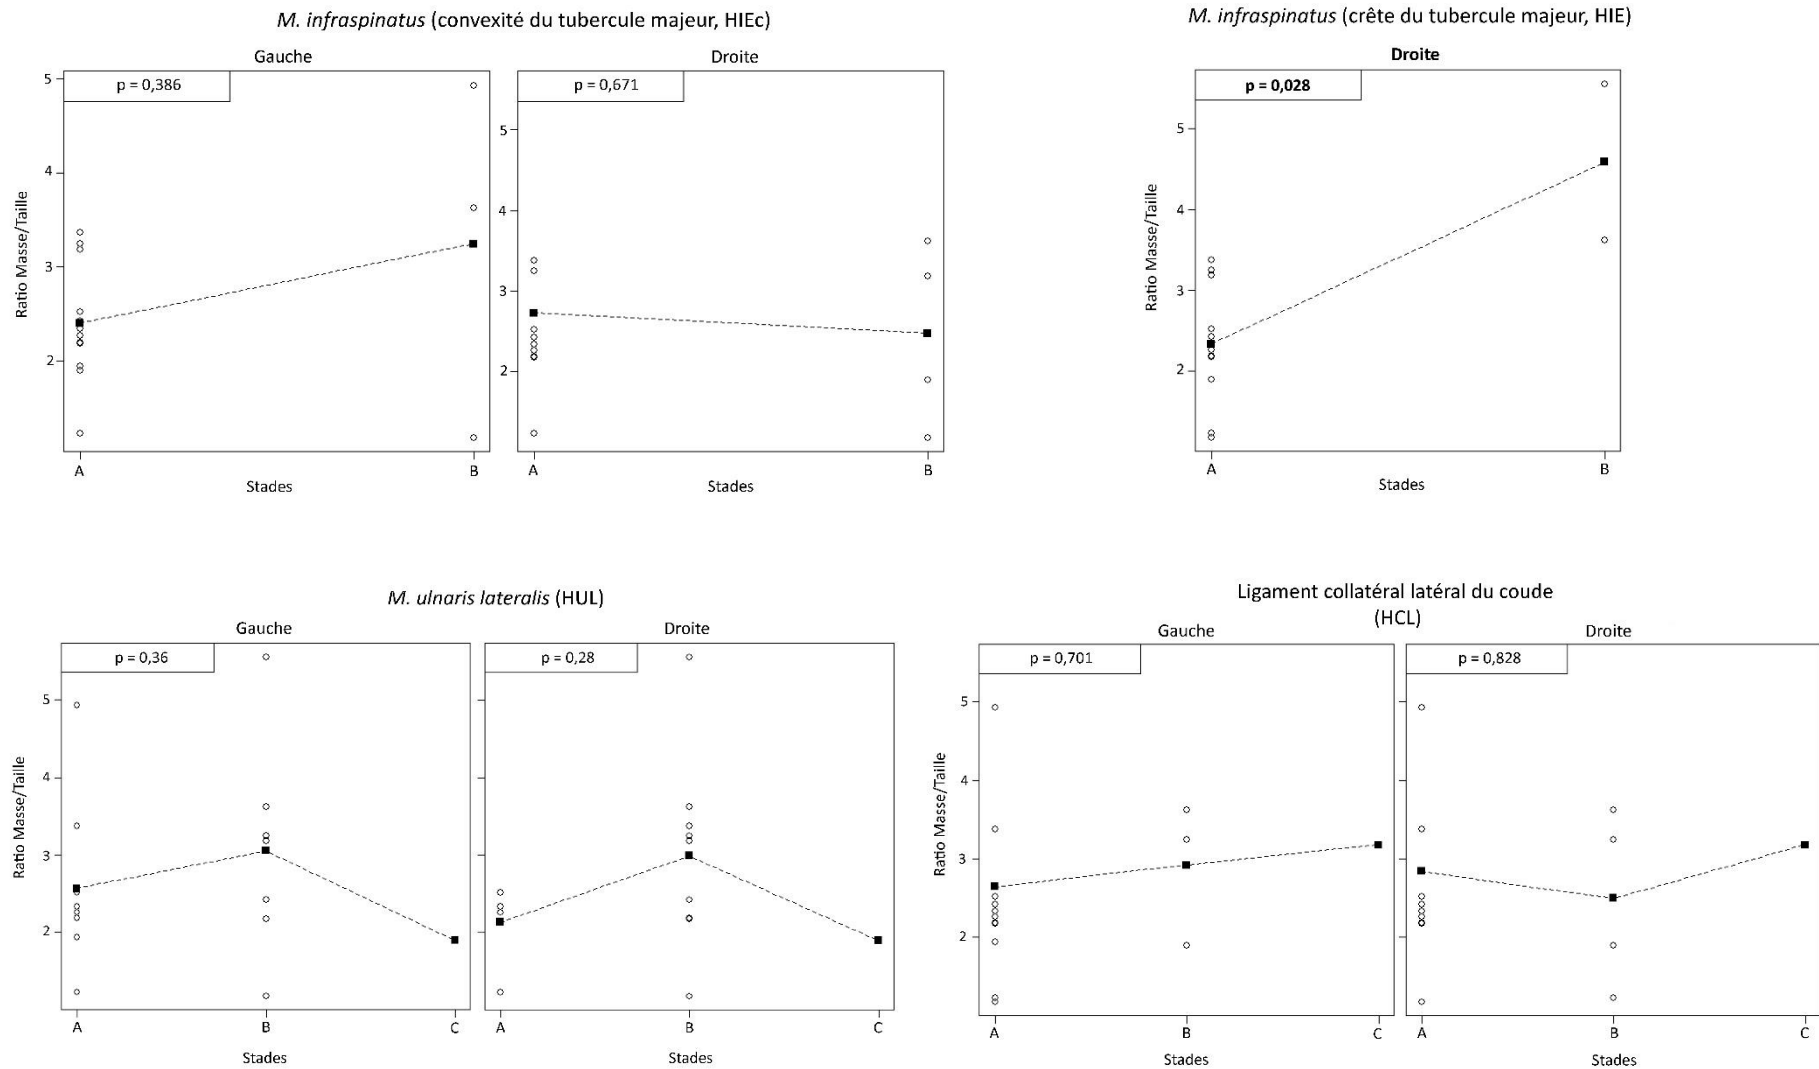 M. infraspinatus (convexité du tubercule majeur, HIEc)
Gauche
Droite
p = 0,386
p = 0,671
Ratio Masse/Taille
5
4
3
2
5
4
3
2
A
B
A
B
Stades
Stades
M. infraspinatus (crête du tubercule majeur, HIE)
Droite
p = 0,028
Ratio Masse/Taille
5
4
3
2
A
B
Stades
M. ulnaris lateralis (HUL)
Gauche
Droite
p = 0,36
p = 0,28
Ratio Masse/Taille
5
4
3
2
A
B
C
A
B
C
Stades
Stades
Ligament collatéral latéral du coude
(HCL)
Gauche
Droite
p = 0,701
p = 0,828
Ratio Masse/Taille
5
4
3
2
A
B
C
A
B
C
Stades
Stades